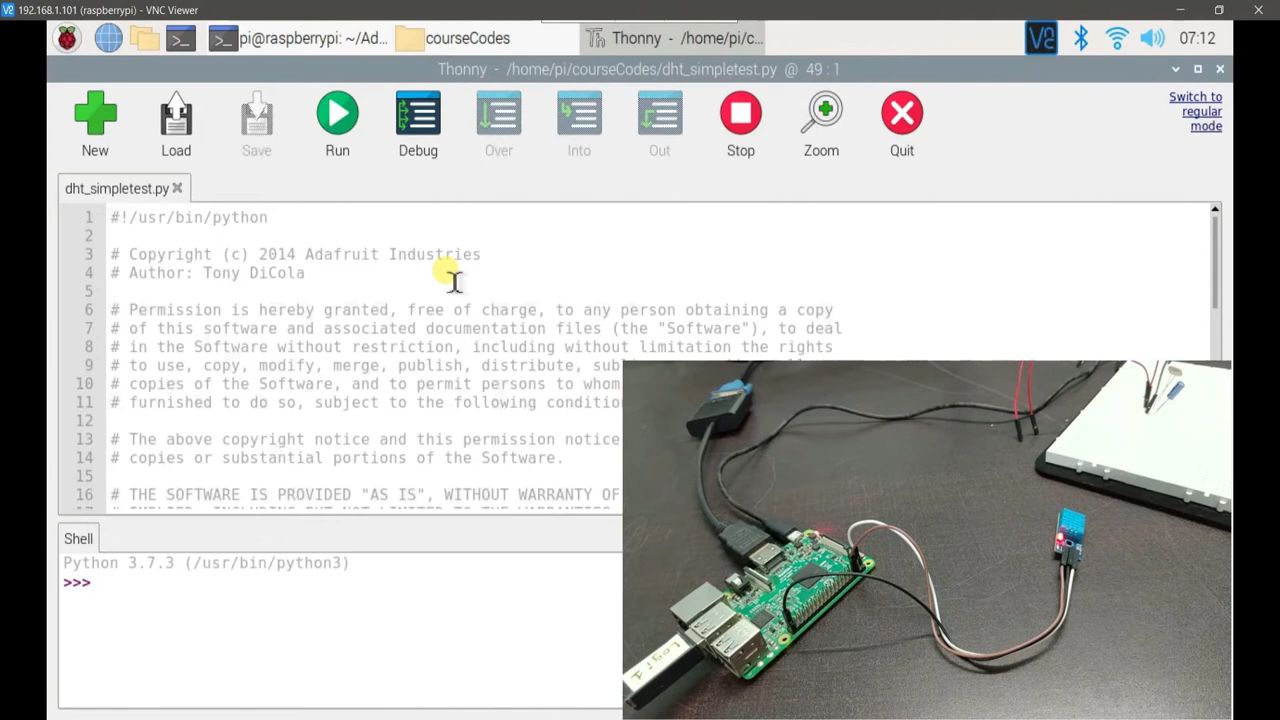 192.168.1.101 (raspberrypi) - VNC Viewer
pi@raspberrypi: ~/Ad...
courseCodes
Thonny - /home/pi/c...
07:12
Thonny - /home/pi/courseCodes/dht_simpletest.py @ 49 : 1
New
Load
Save
Run
Debug
Over
Into
Out
Stop
Zoom
Quit
Switch to
regular
mode
dht_simpletest.py
1 #!/usr/bin/python
2
3 # Copyright (c) 2014 Adafruit Industries
4 # Author: Tony DiCola
5
6 # Permission is hereby granted, free of charge, to any person obtaining a copy
7 # of this software and associated documentation files (the "Software"), to deal
8 # in the Software without restriction, including without limitation the rights
9 # to use, copy, modify, merge, publish, distribute, sub
10 # copies of the Software, and to permit persons to whom
11 # furnished to do so, subject to the following condition
12
13 # The above copyright notice and this permission notice
14 # copies or substantial portions of the Software.
15
16 # THE SOFTWARE IS PROVIDED "AS IS", WITHOUT WARRANTY OF
Shell
Python 3.7.3 (/usr/bin/python3)
>>>